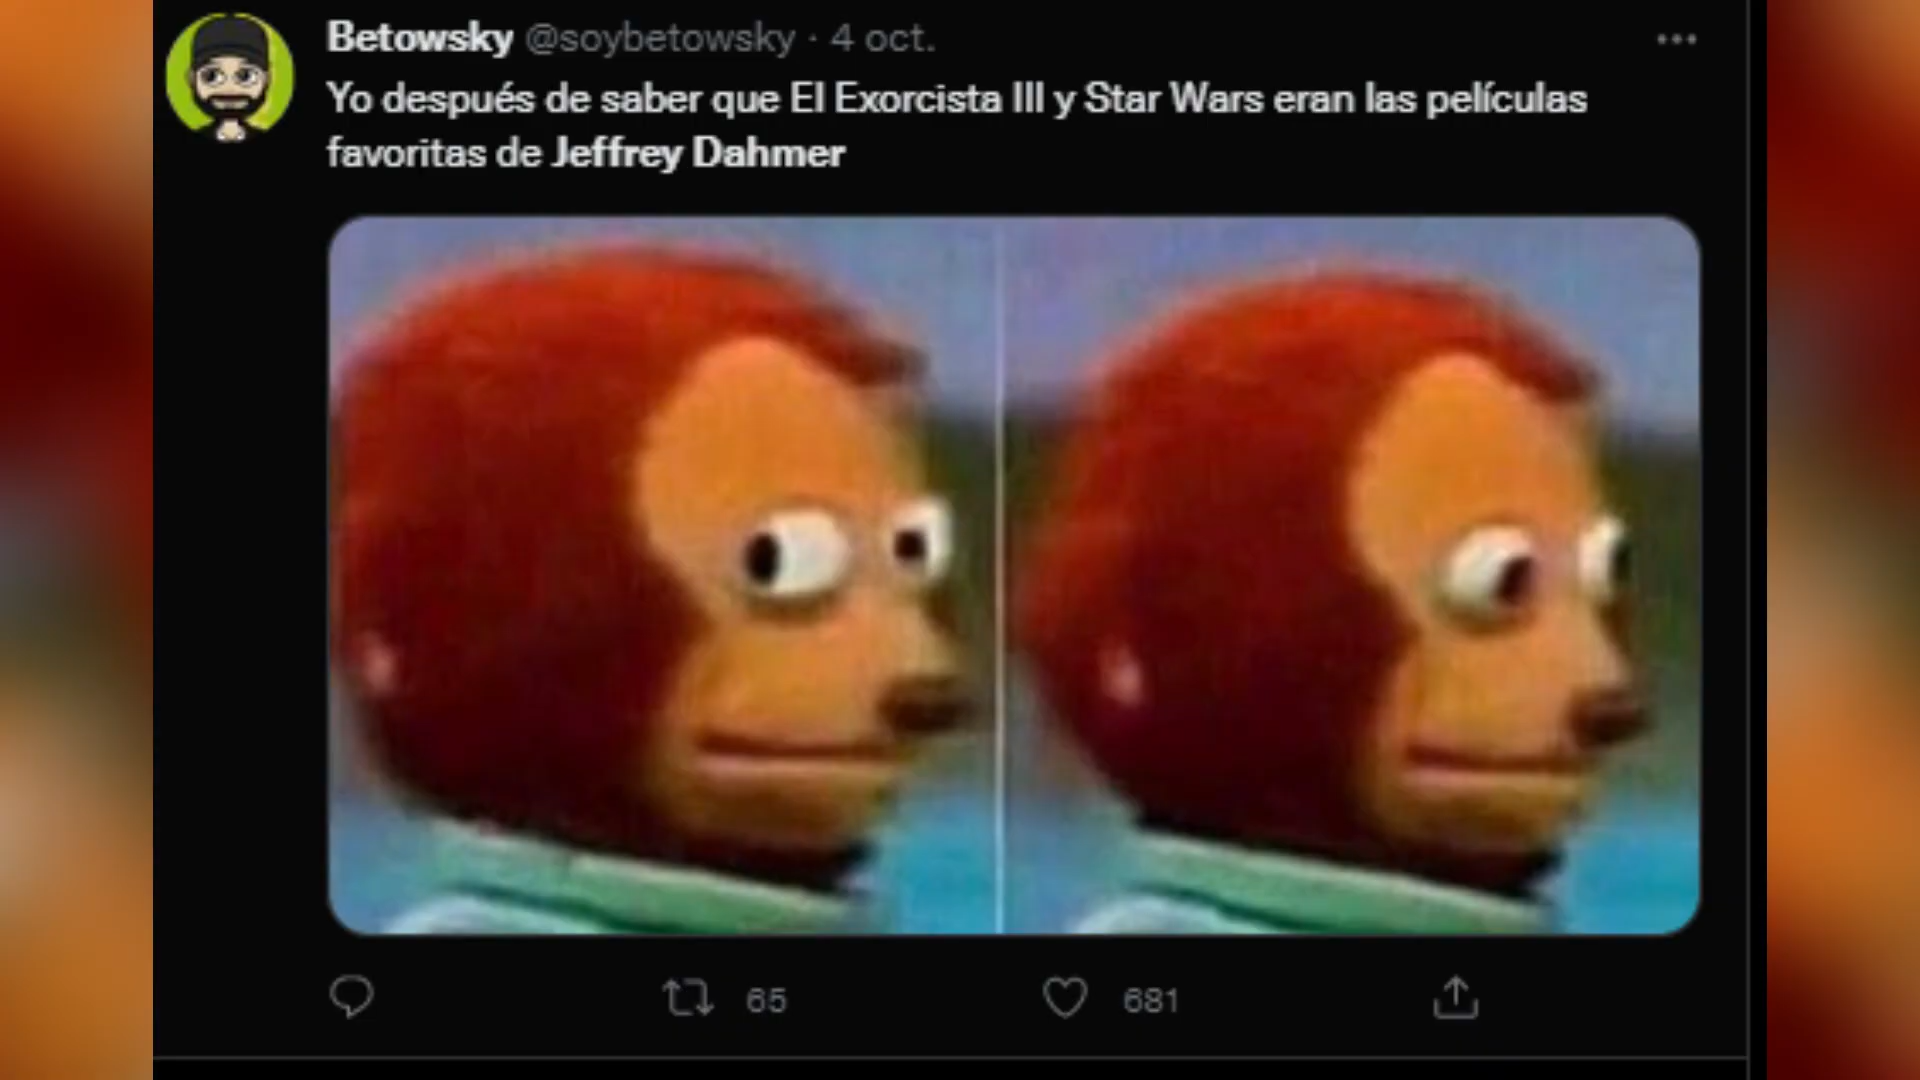 Betowsky @soybetowsky · 4 oct.
Yo después de saber que El Exorcista III y Star Wars eran las películas
favoritas de Jeffrey Dahmer
65 681